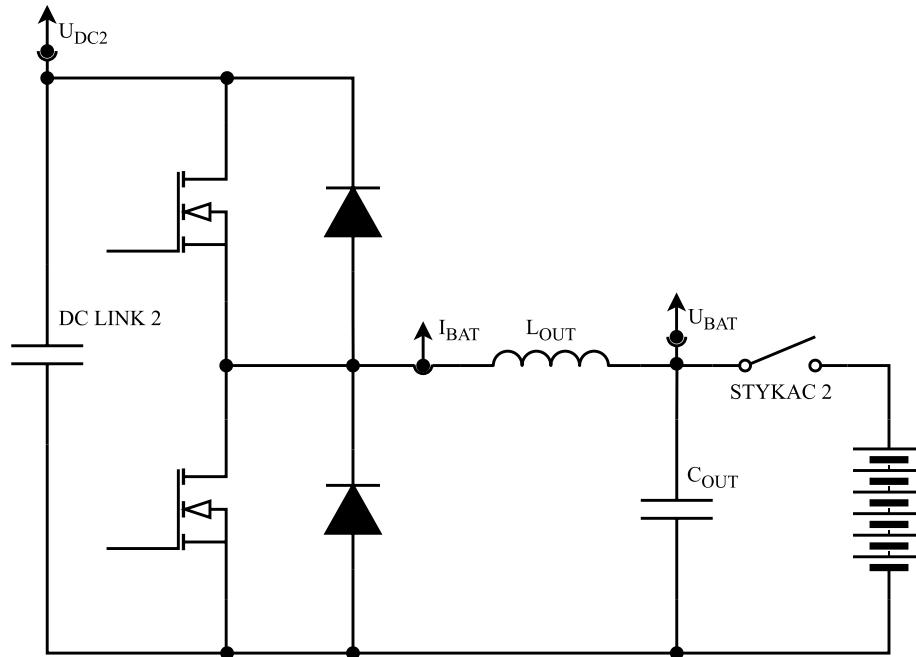 U_DC2
DC LINK 2
I_BAT
L_OUT
U_BAT
STYKAC 2
C_OUT